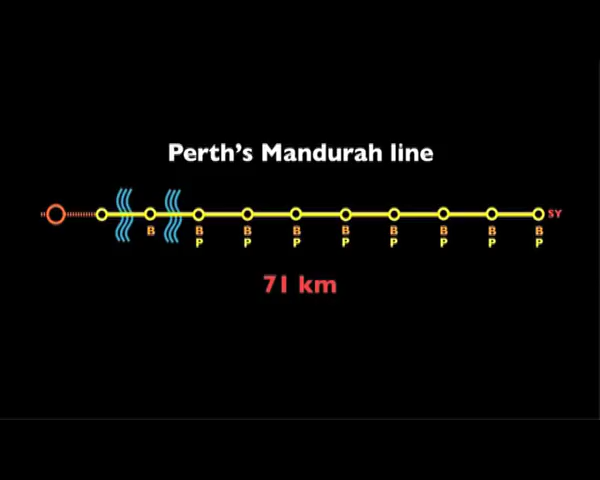 Perth's Mandurah line
SY
B B B B B B B B B
P P P P P P P P
71 km